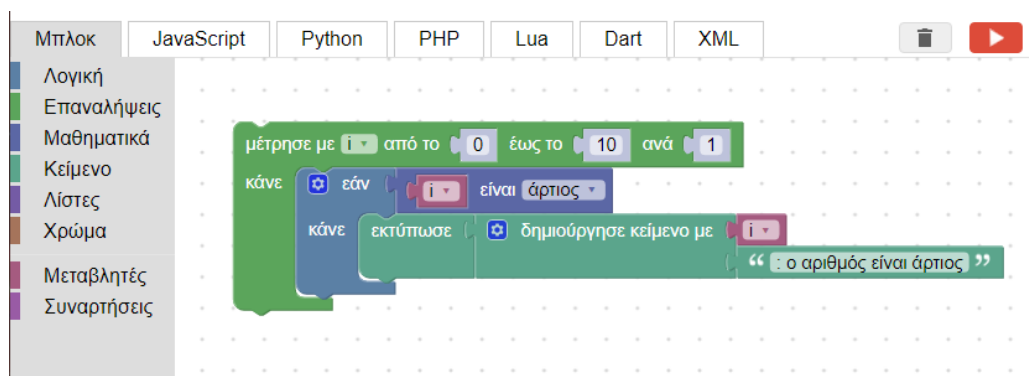 Μπλοκ JavaScript Python PHP Lua Dart XML
Λογική
Επαναλήψεις
Μαθηματικά
Κείμενο
Λίστες
Χρώμα
Μεταβλητές
Συναρτήσεις
μέτρησε με i από το 0 έως το 10 ανά 1
κάνε εάν i είναι άρτιος
κάνε εκτύπωσε δημιούργησε κείμενο με i
“ : ο αριθμός είναι άρτιος ”